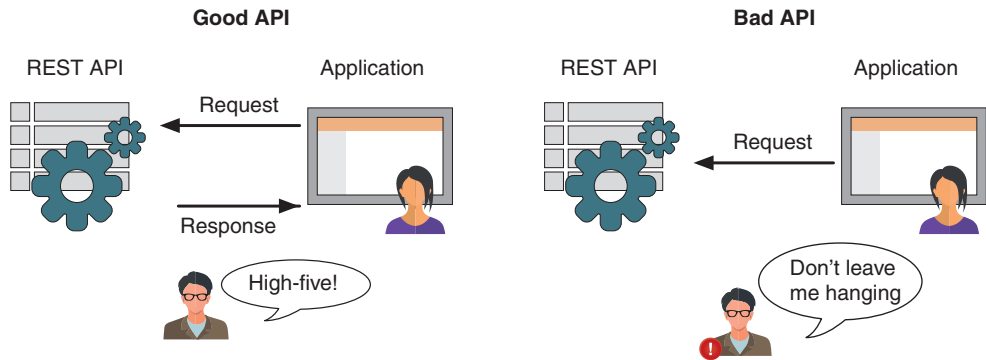 Good API
REST API
Application
Request
Response
High-five!
Bad API
REST API
Application
Request
Don't leave
me hanging
!